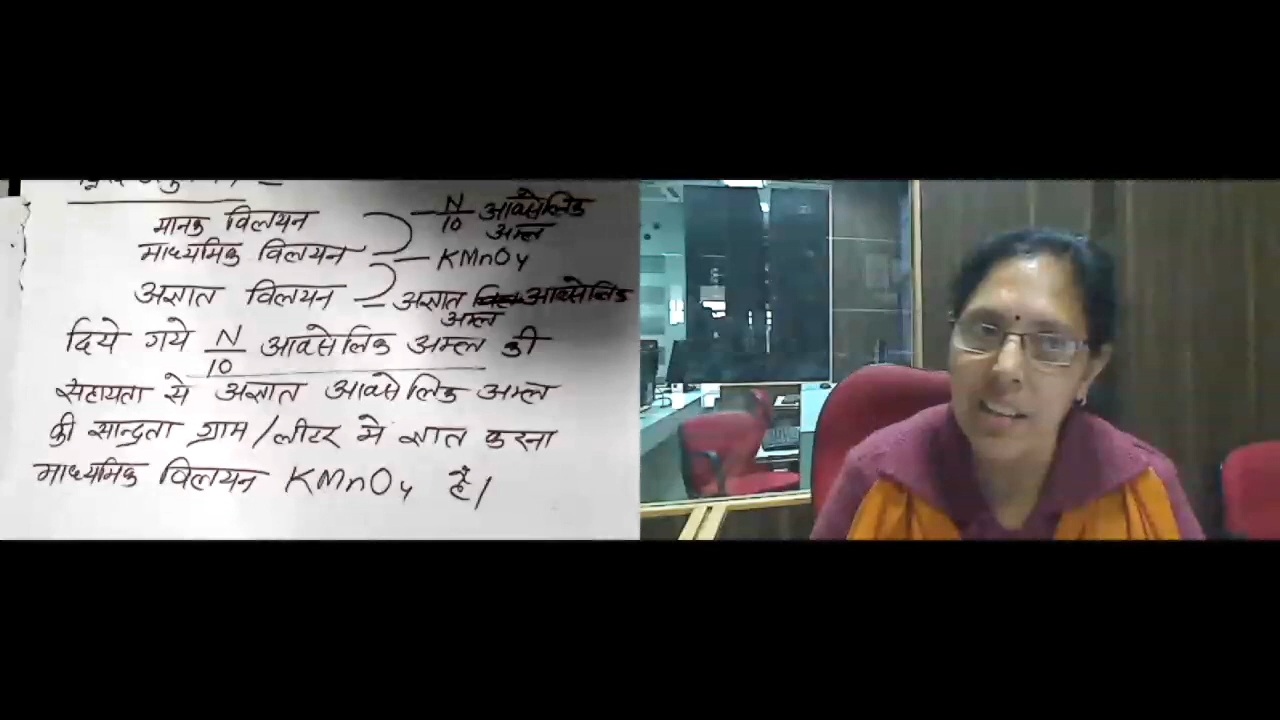 मानक विलयन — N/10 आक्सेलिक अम्ल
माध्यमिक विलयन — KMnO4
अज्ञात विलयन — अज्ञात आक्सेलिक अम्ल
दिये गये N/10 आक्सेलिक अम्ल की
सहायता से अज्ञात आक्सेलिक अम्ल
की सान्द्रता ग्राम/लीटर मे ज्ञात करना
माध्यमिक विलयन KMnO4 है।